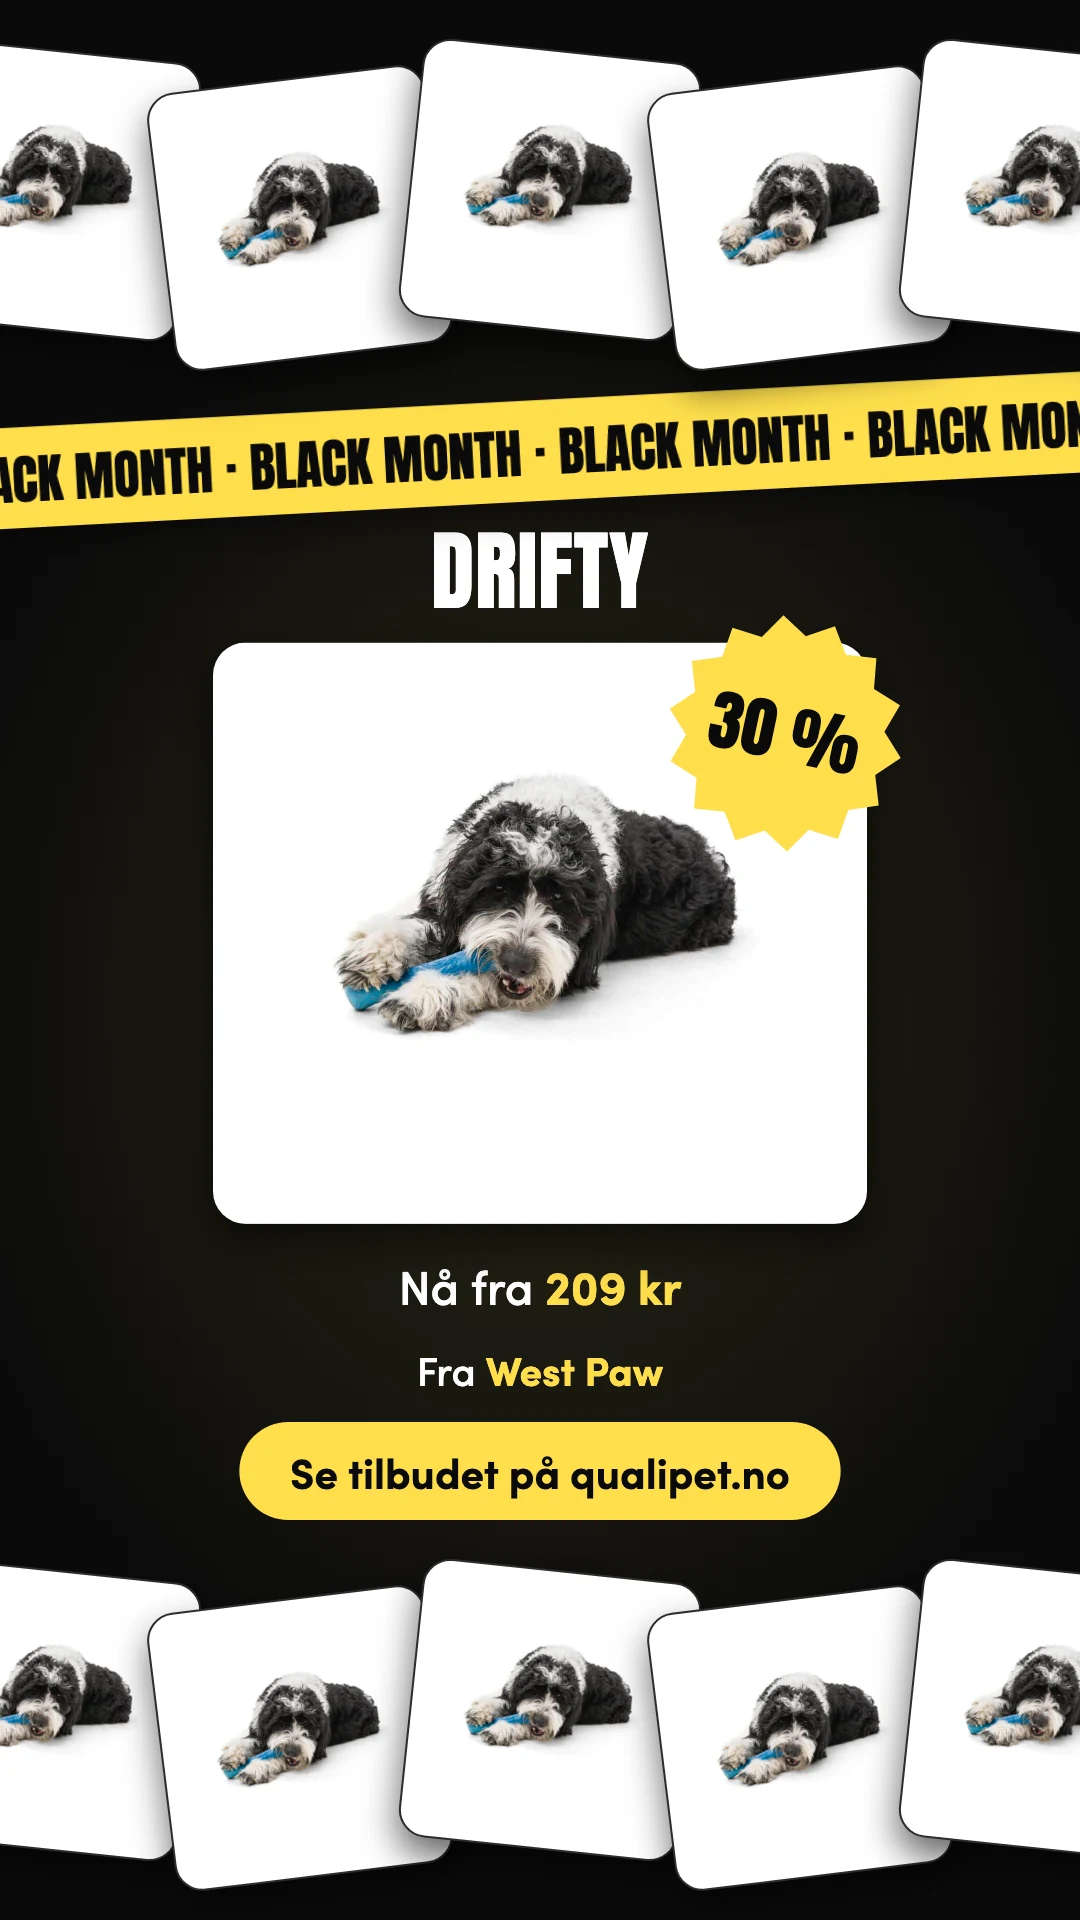 ACK MONTH · BLACK MONTH · BLACK MONTH · BLACK MON
DRIFTY
30 %
Nå fra 209 kr
Fra West Paw
Se tilbudet på qualipet.no